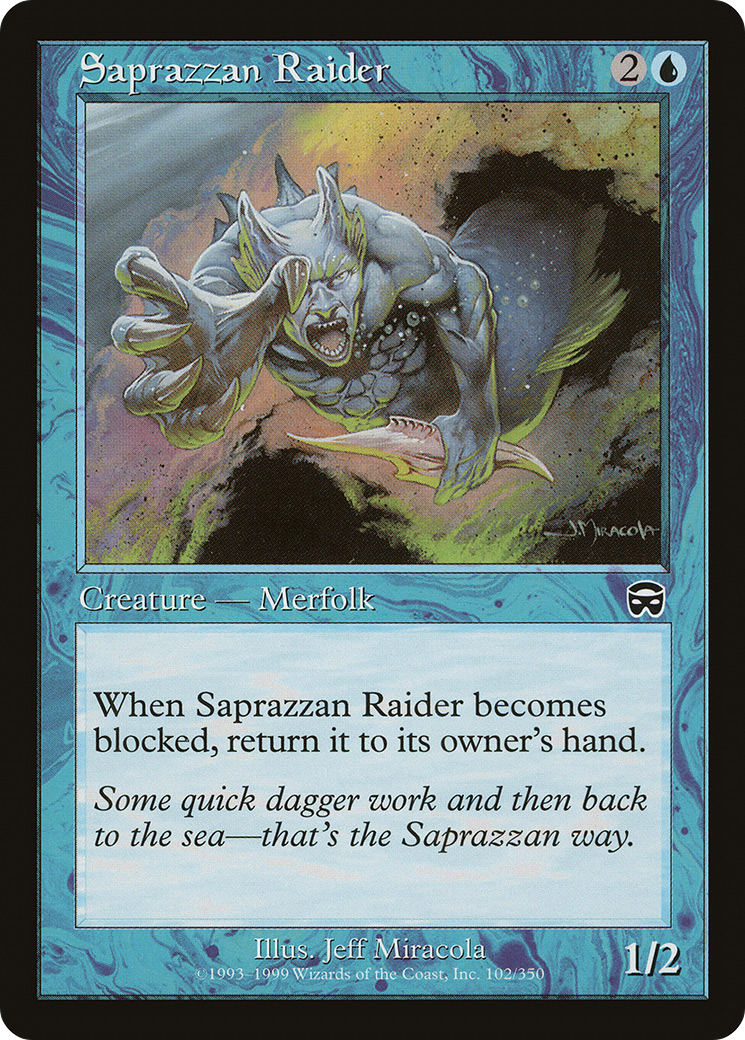 Saprazzan Raider 2
J. MIRACOLA
Creature — Merfolk
When Saprazzan Raider becomes
blocked, return it to its owner's hand.
Some quick dagger work and then back
to the sea—that's the Saprazzan way.
Illus. Jeff Miracola
©1993–1999 Wizards of the Coast, Inc. 102/350
1/2